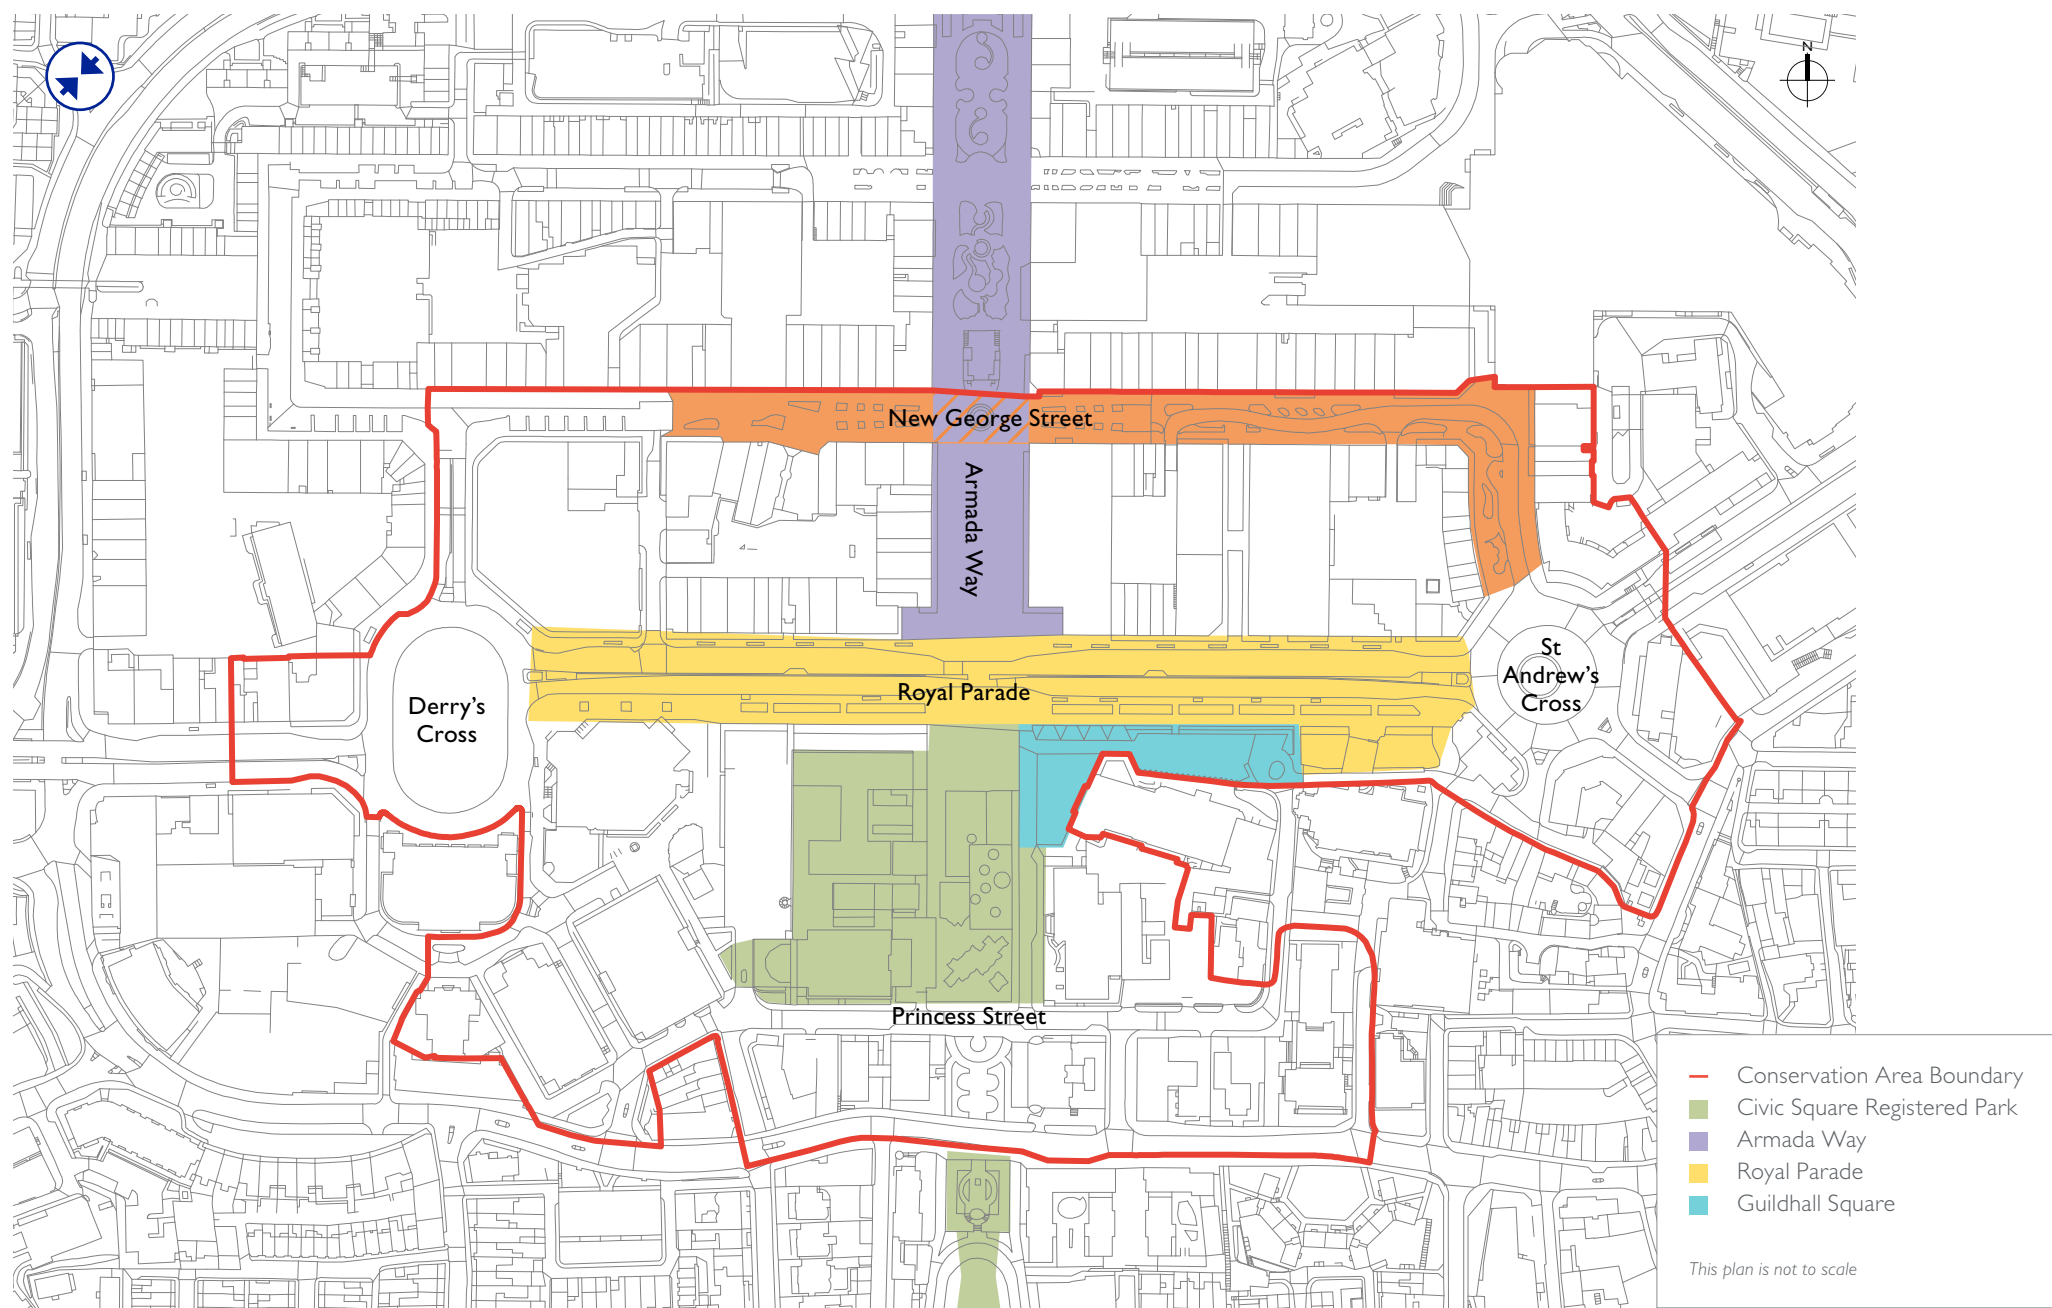 N
New George Street
Armada Way
St
Andrew's
Cross
Royal Parade
Derry's
Cross
Princess Street
Conservation Area Boundary
Civic Square Registered Park
Armada Way
Royal Parade
Guildhall Square
This plan is not to scale